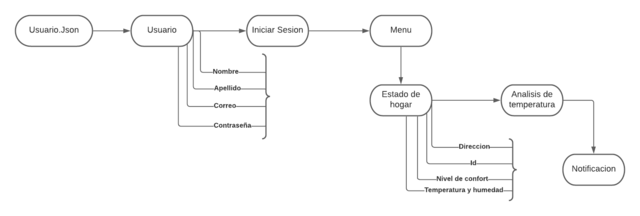 Usuario.Json
Usuario
Iniciar Sesion
Menu
Nombre
Apellido
Correo
Contraseña
Estado de
hogar
Analisis de
temperatura
Direccion
Id
Nivel de confort
Temperatura y humedad
Notificacion